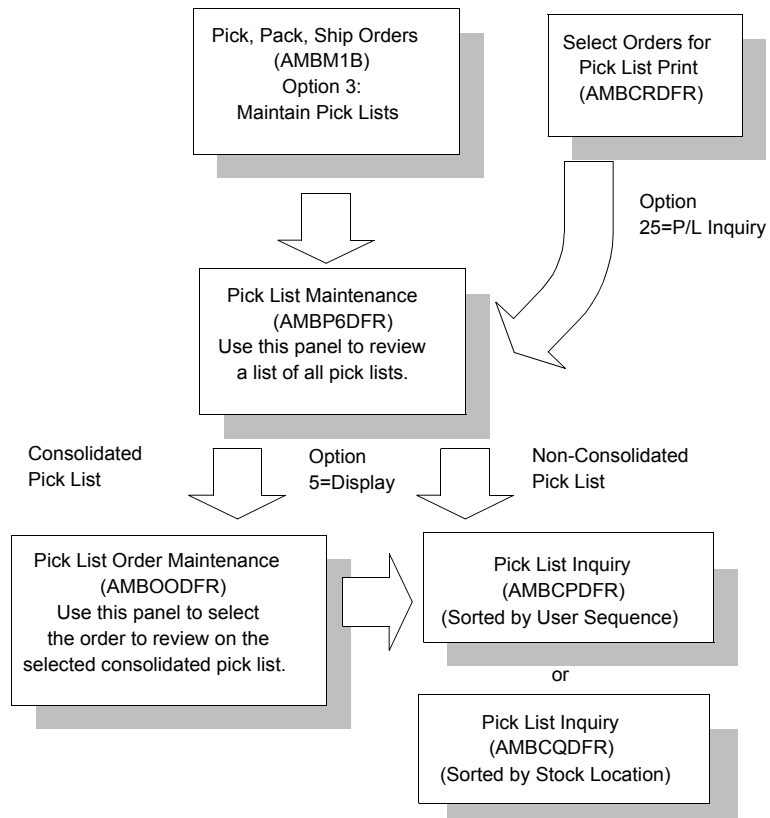 Pick, Pack, Ship Orders
(AMBM1B)
Option 3:
Maintain Pick Lists
Select Orders for
Pick List Print
(AMBCRDFR)
Option
25=P/L Inquiry
Pick List Maintenance
(AMBP6DFR)
Use this panel to review
a list of all pick lists.
Consolidated
Pick List
Option
5=Display
Non-Consolidated
Pick List
Pick List Order Maintenance
(AMBOODFR)
Use this panel to select
the order to review on the
selected consolidated pick list.
Pick List Inquiry
(AMBCPDFR)
(Sorted by User Sequence)
or
Pick List Inquiry
(AMBCQDFR)
(Sorted by Stock Location)